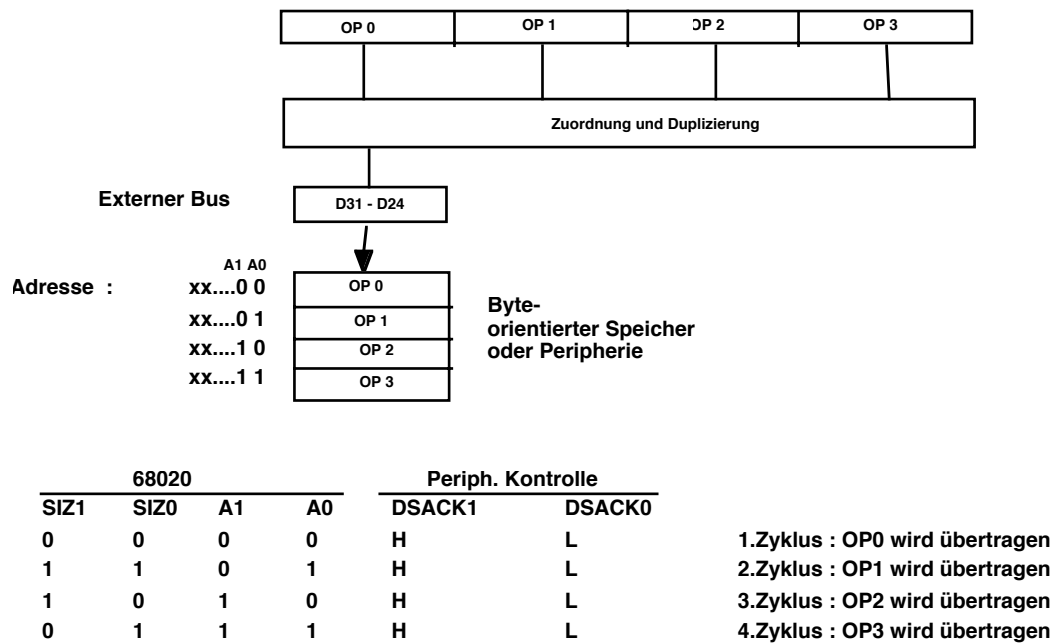 OP 0 OP 1 OP 2 OP 3
Zuordnung und Duplizierung
Externer Bus D31 - D24
A1 A0
Adresse : xx....0 0 OP 0
xx....0 1 OP 1
xx....1 0 OP 2
xx....1 1 OP 3
Byte-
orientierter Speicher
oder Peripherie
68020 Periph. Kontrolle
SIZ1 SIZ0 A1 A0 DSACK1 DSACK0
0 0 0 0 H L 1.Zyklus : OP0 wird übertragen
1 1 0 1 H L 2.Zyklus : OP1 wird übertragen
1 0 1 0 H L 3.Zyklus : OP2 wird übertragen
0 1 1 1 H L 4.Zyklus : OP3 wird übertragen